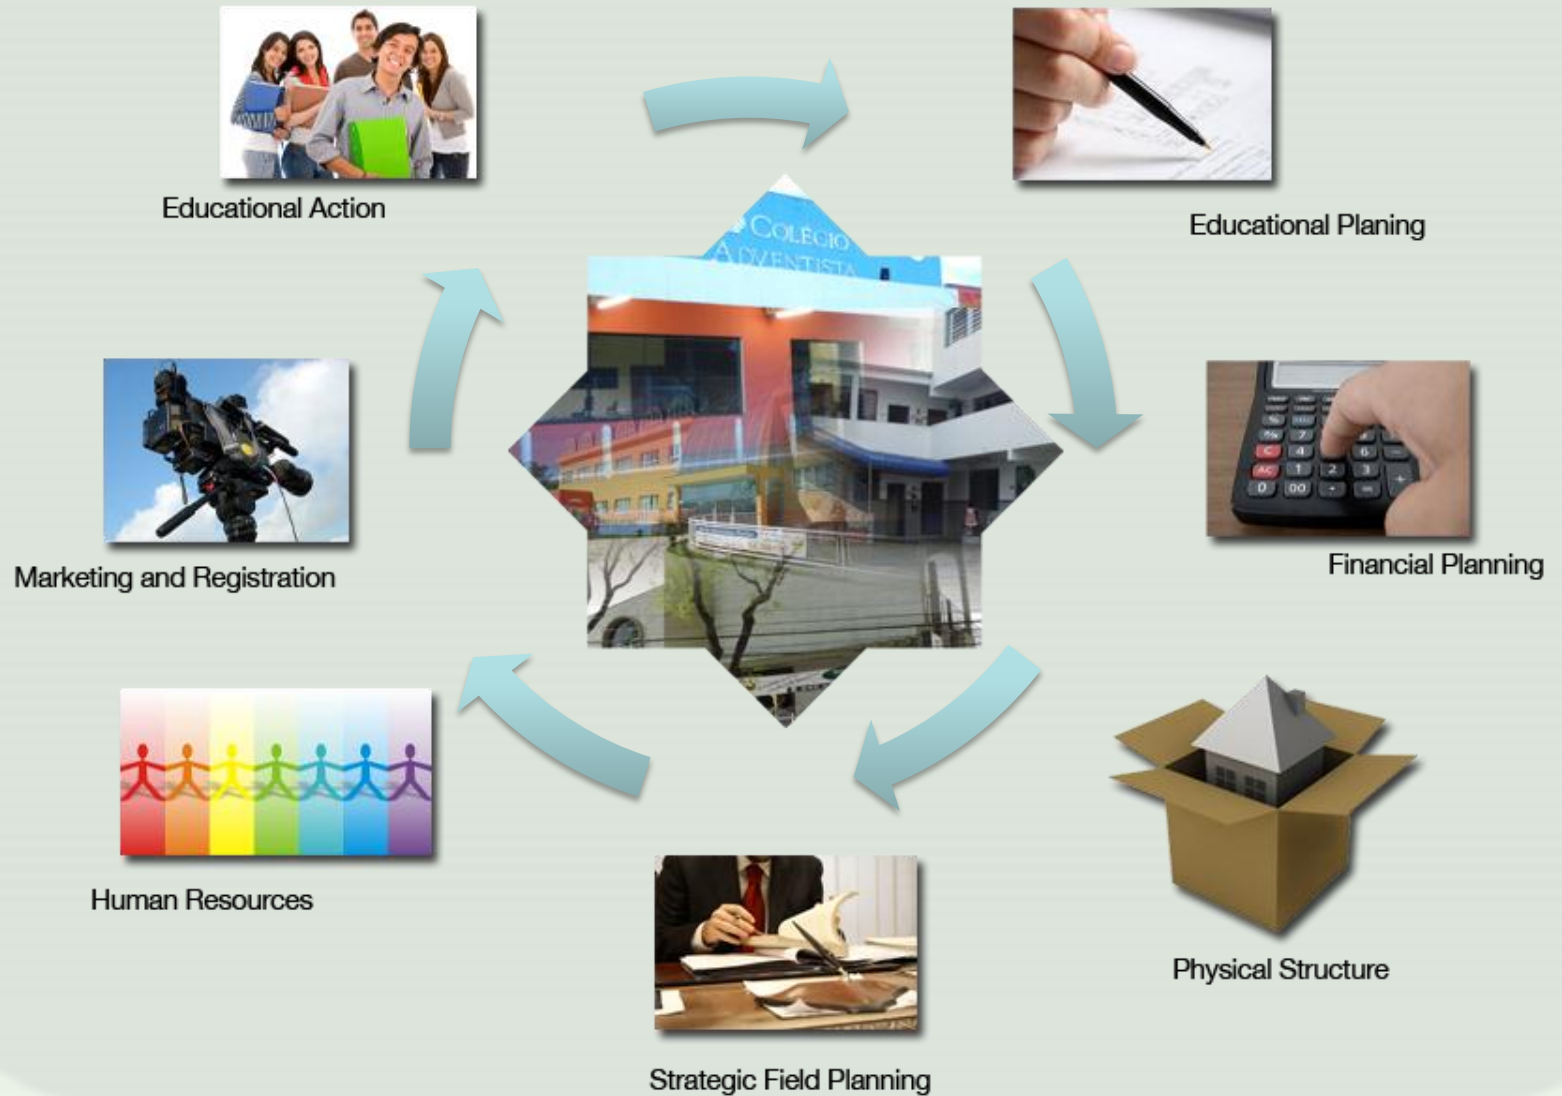 Educational Action
Educational Planing
COLÉGIO
ADVENTISTA
Marketing and Registration
Financial Planning
Human Resources
Physical Structure
Strategic Field Planning